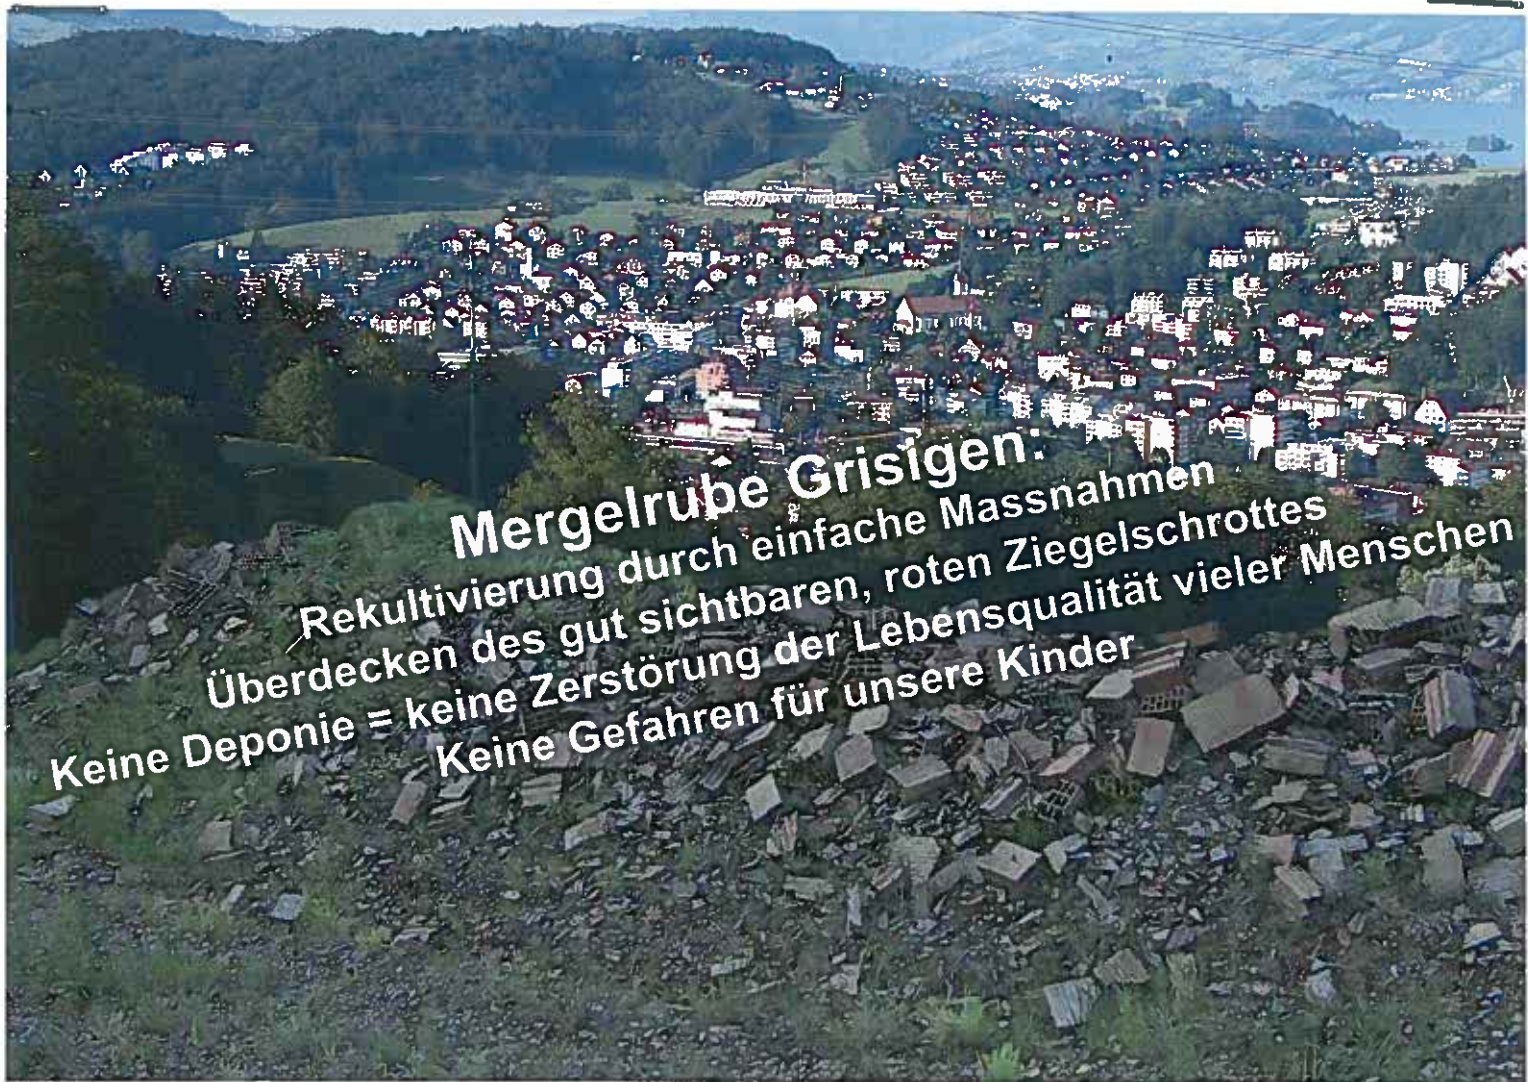 Mergelrube Grisigen:
Rekultivierung durch einfache Massnahmen
Überdecken des gut sichtbaren, roten Ziegelschrottes
Keine Deponie = keine Zerstörung der Lebensqualität vieler Menschen
Keine Gefahren für unsere Kinder